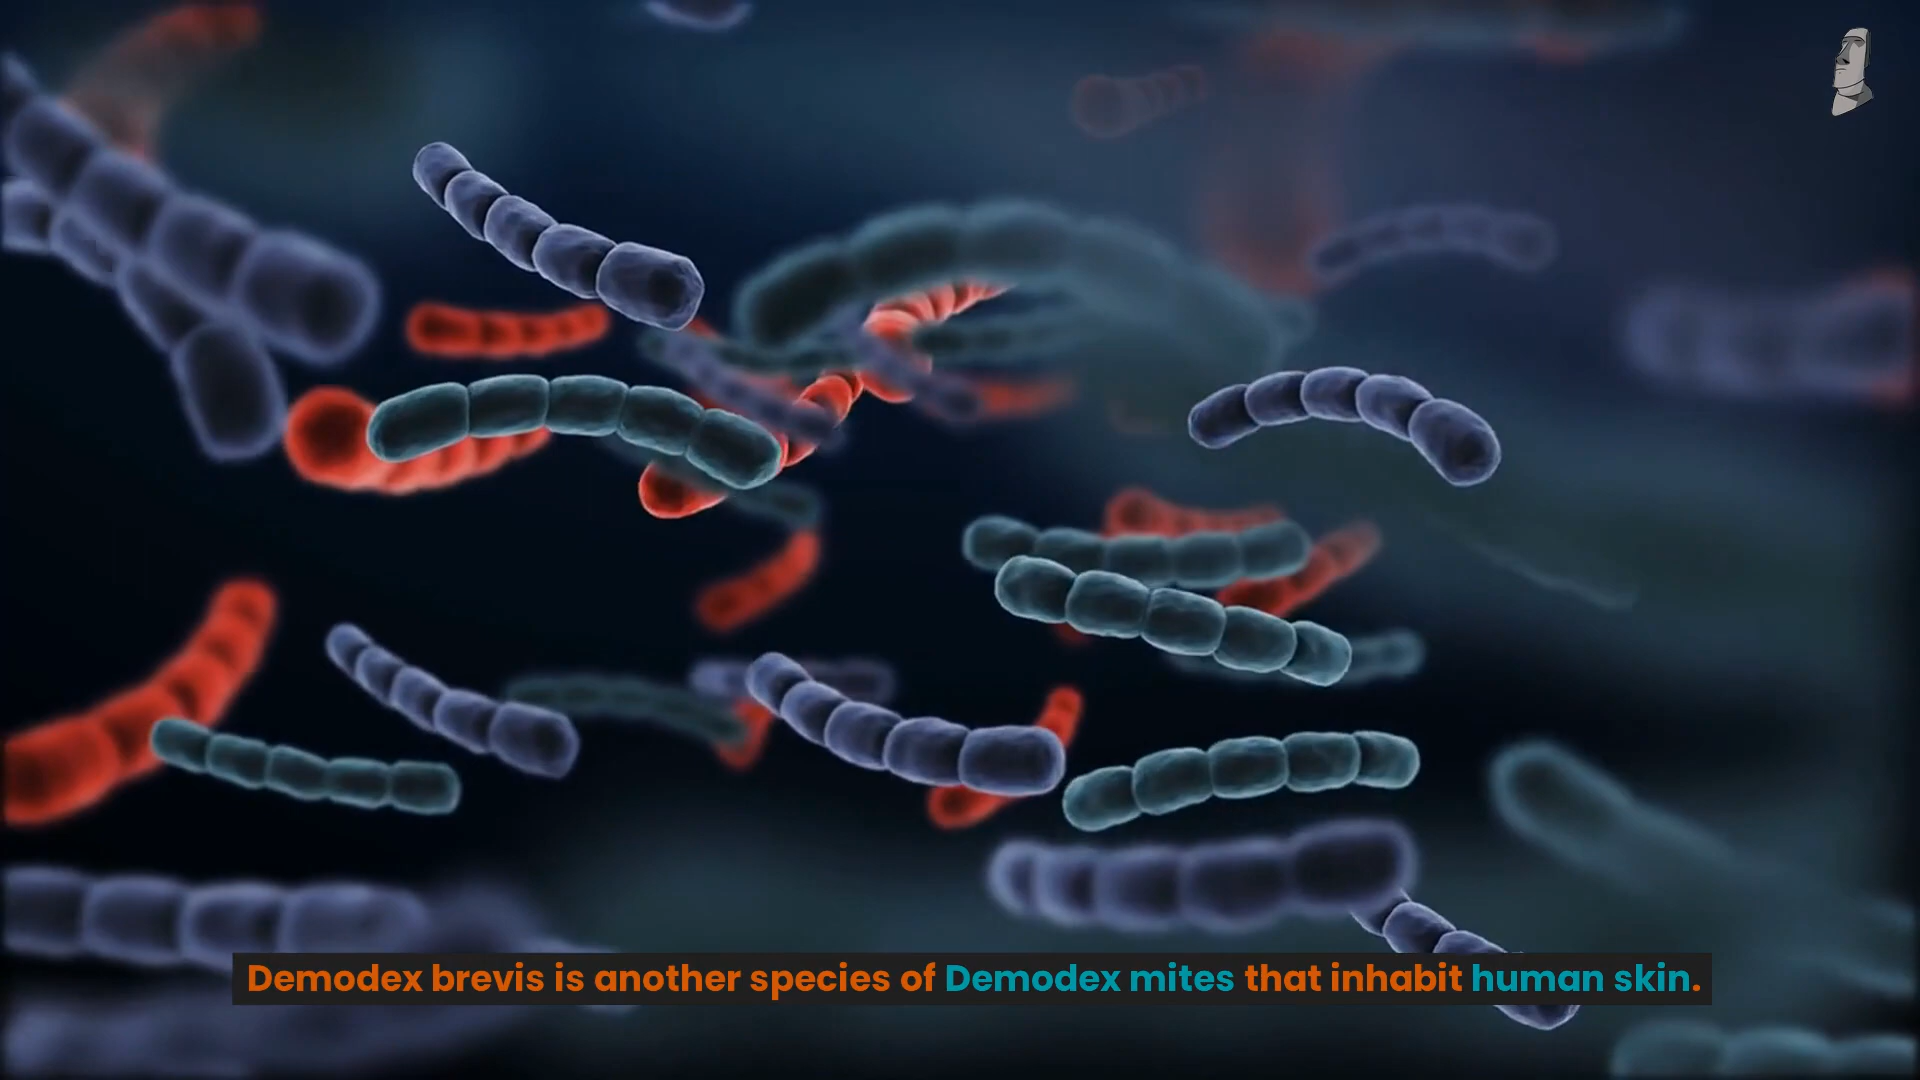 Demodex brevis is another species of Demodex mites that inhabit human skin.